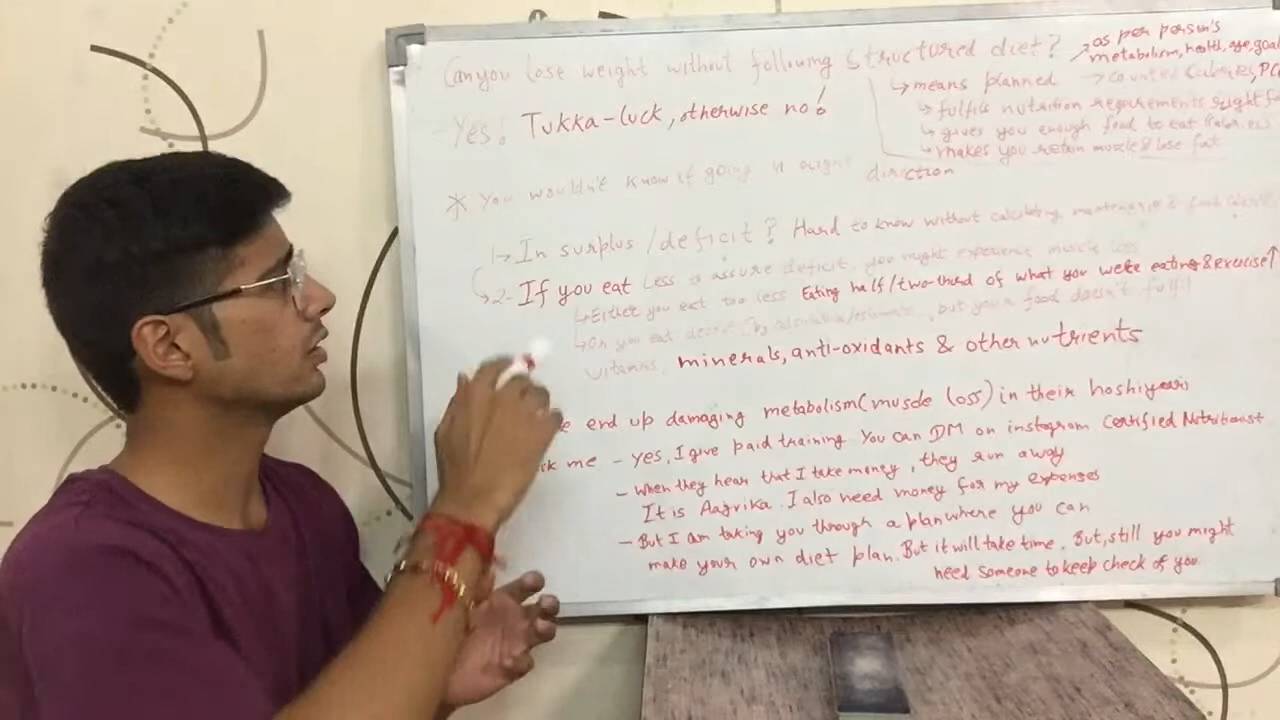 Can you lose weight without following structured diet?
Yes! Tukka-luck, otherwise no!
as per person's
metabolism, health, age, goal
means planned → counted Calories,
fulfils nutrition requirements
gives you enough food to eat (calories)
makes you retain muscle & lose fat
* You wouldn't know if going in right direction
1→ In surplus/deficit? Hard to know without calculating maintenance
2- If you eat less to assure deficit, you might experience muscle loss
Either you eat too less Eating half/two-third of what you were eating & exercise↑
Or you eat but your food doesn't fulfil
vitamins, minerals, anti-oxidants & other nutrients
end up damaging metabolism (muscle loss) in their hoshiyari
me - Yes, I give paid training You can DM on instagram Certified Nutritionist
- When they hear that I take money, they run away
It is Aajivika. I also need money for my expenses
- But I am taking you through a plan where you can
make your own diet plan. But it will take time. But, still you might
need someone to keep check of you